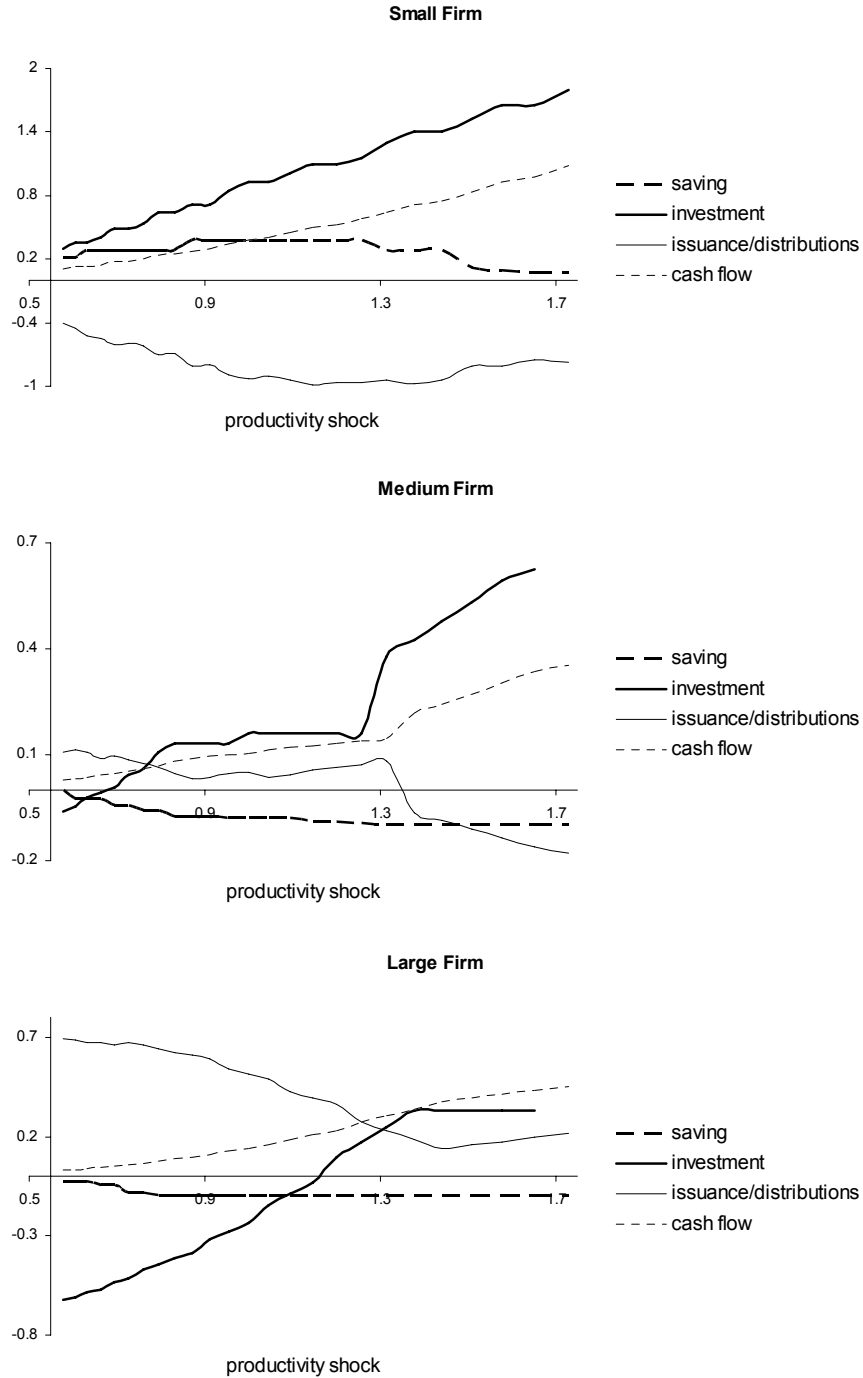 Small Firm
2
1.4
0.8
0.2
0.5 0.9 1.3 1.7
-0.4
-1
productivity shock
saving
investment
issuance/distributions
cash flow
Medium Firm
0.7
0.4
0.1
0.5 0.9 1.3 1.7
-0.2
productivity shock
saving
investment
issuance/distributions
cash flow
Large Firm
0.7
0.2
0.5 0.9 1.3 1.7
-0.3
-0.8
productivity shock
saving
investment
issuance/distributions
cash flow